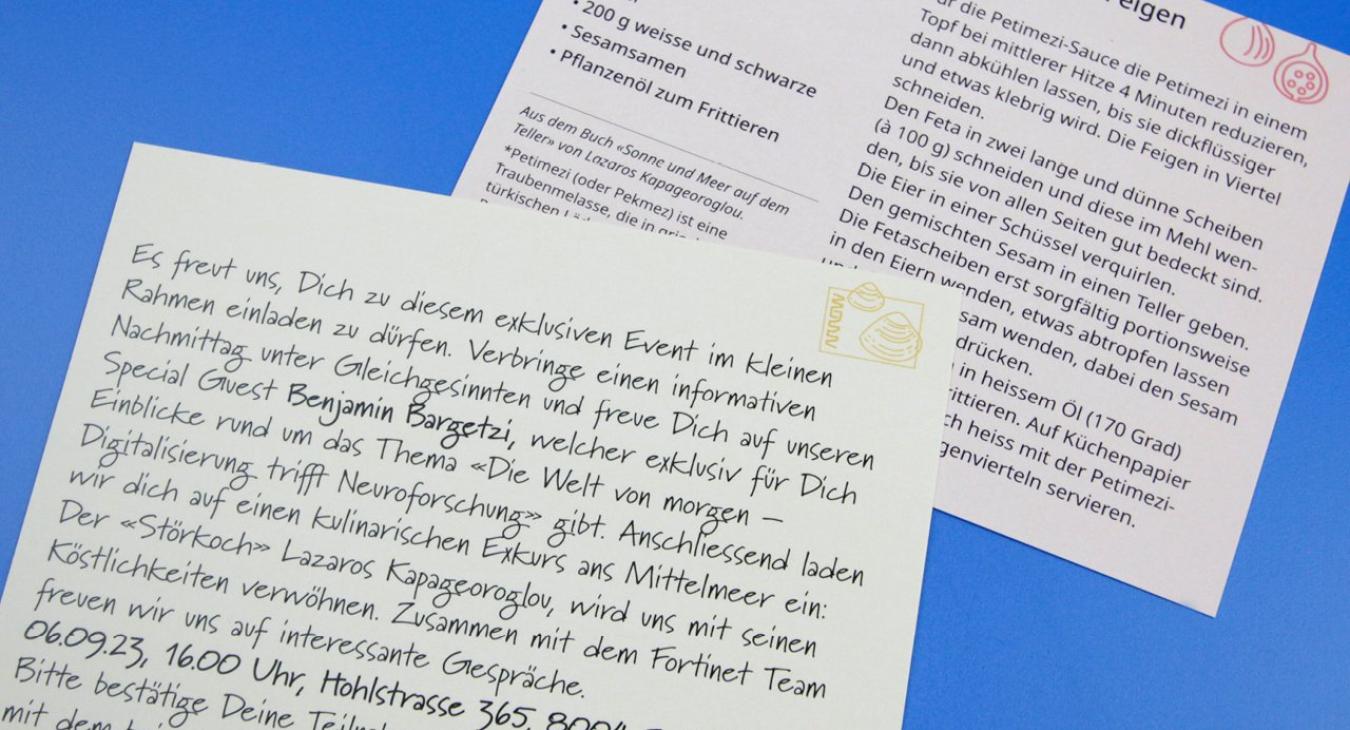 Es freut uns, Dich zu diesem exklusiven Event im kleinen
Rahmen einladen zu dürfen. Verbringe einen informativen
Nachmittag unter Gleichgesinnten und freue Dich auf unseren
Special Guest Benjamin Bargetzi, welcher exklusiv für Dich
Einblicke rund um das Thema «Die Welt von morgen –
Digitalisierung trifft Neuroforschung» gibt. Anschliessend laden
wir dich auf einen kulinarischen Exkurs ans Mittelmeer ein:
Der «Störkoch» Lazaros Kapageoroglou, wird uns mit seinen
Köstlichkeiten verwöhnen. Zusammen mit dem Fortinet Team
freuen wir uns auf interessante Gespräche.
06.09.23, 16.00 Uhr, Hohlstrasse 365, 8004
Bitte bestätige Deine
mit dem
• 200 g weisse und schwarze
• Sesamsamen
• Pflanzenöl zum Frittieren
Aus dem Buch «Sonne und Meer auf dem
Teller» von Lazaros Kapageoroglou.
*Petimezi (oder Pekmez) ist eine
Traubenmelasse, die in
türkischen
Feigen
die Petimezi-Sauce die Petimezi in einem
Topf bei mittlerer Hitze 4 Minuten reduzieren,
dann abkühlen lassen, bis sie dickflüssiger
und etwas klebrig wird. Die Feigen in Viertel
schneiden.
Den Feta in zwei lange und dünne Scheiben
(à 100 g) schneiden und diese im Mehl wen-
den, bis sie von allen Seiten gut bedeckt sind.
Die Eier in einer Schüssel verquirlen.
Den gemischten Sesam in einen Teller geben.
Die Fetascheiben erst sorgfältig portionsweise
in den Eiern wenden, etwas abtropfen lassen
sam wenden, dabei den Sesam
drücken.
in heissem Öl (170 Grad)
ittieren. Auf Küchenpapier
ch heiss mit der Petimezi-
genvierteln servieren.